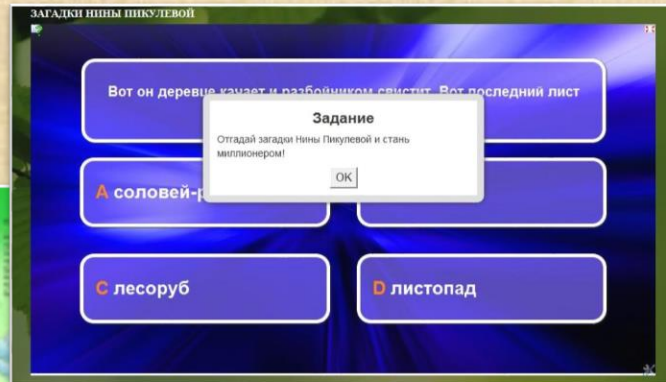 ЗАГАДКИ НИНЫ ПИКУЛЕВОЙ
Вот он деревце качает и разбойником свистит. Вот последний лист
Задание
Отгадай загадки Нины Пикулевой и стань
миллионером!
OK
A соловей-р
C лесоруб
D листопад